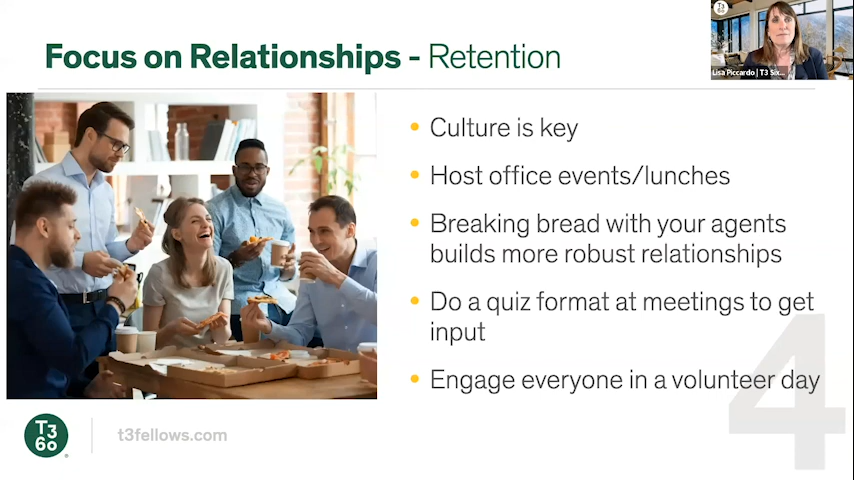 Focus on Relationships - Retention
T3
60
Lisa Piccardo | T3 Six...
Culture is key
Host office events/lunches
Breaking bread with your agents
builds more robust relationships
Do a quiz format at meetings to get
input
Engage everyone in a volunteer day
4
T3
60
t3fellows.com